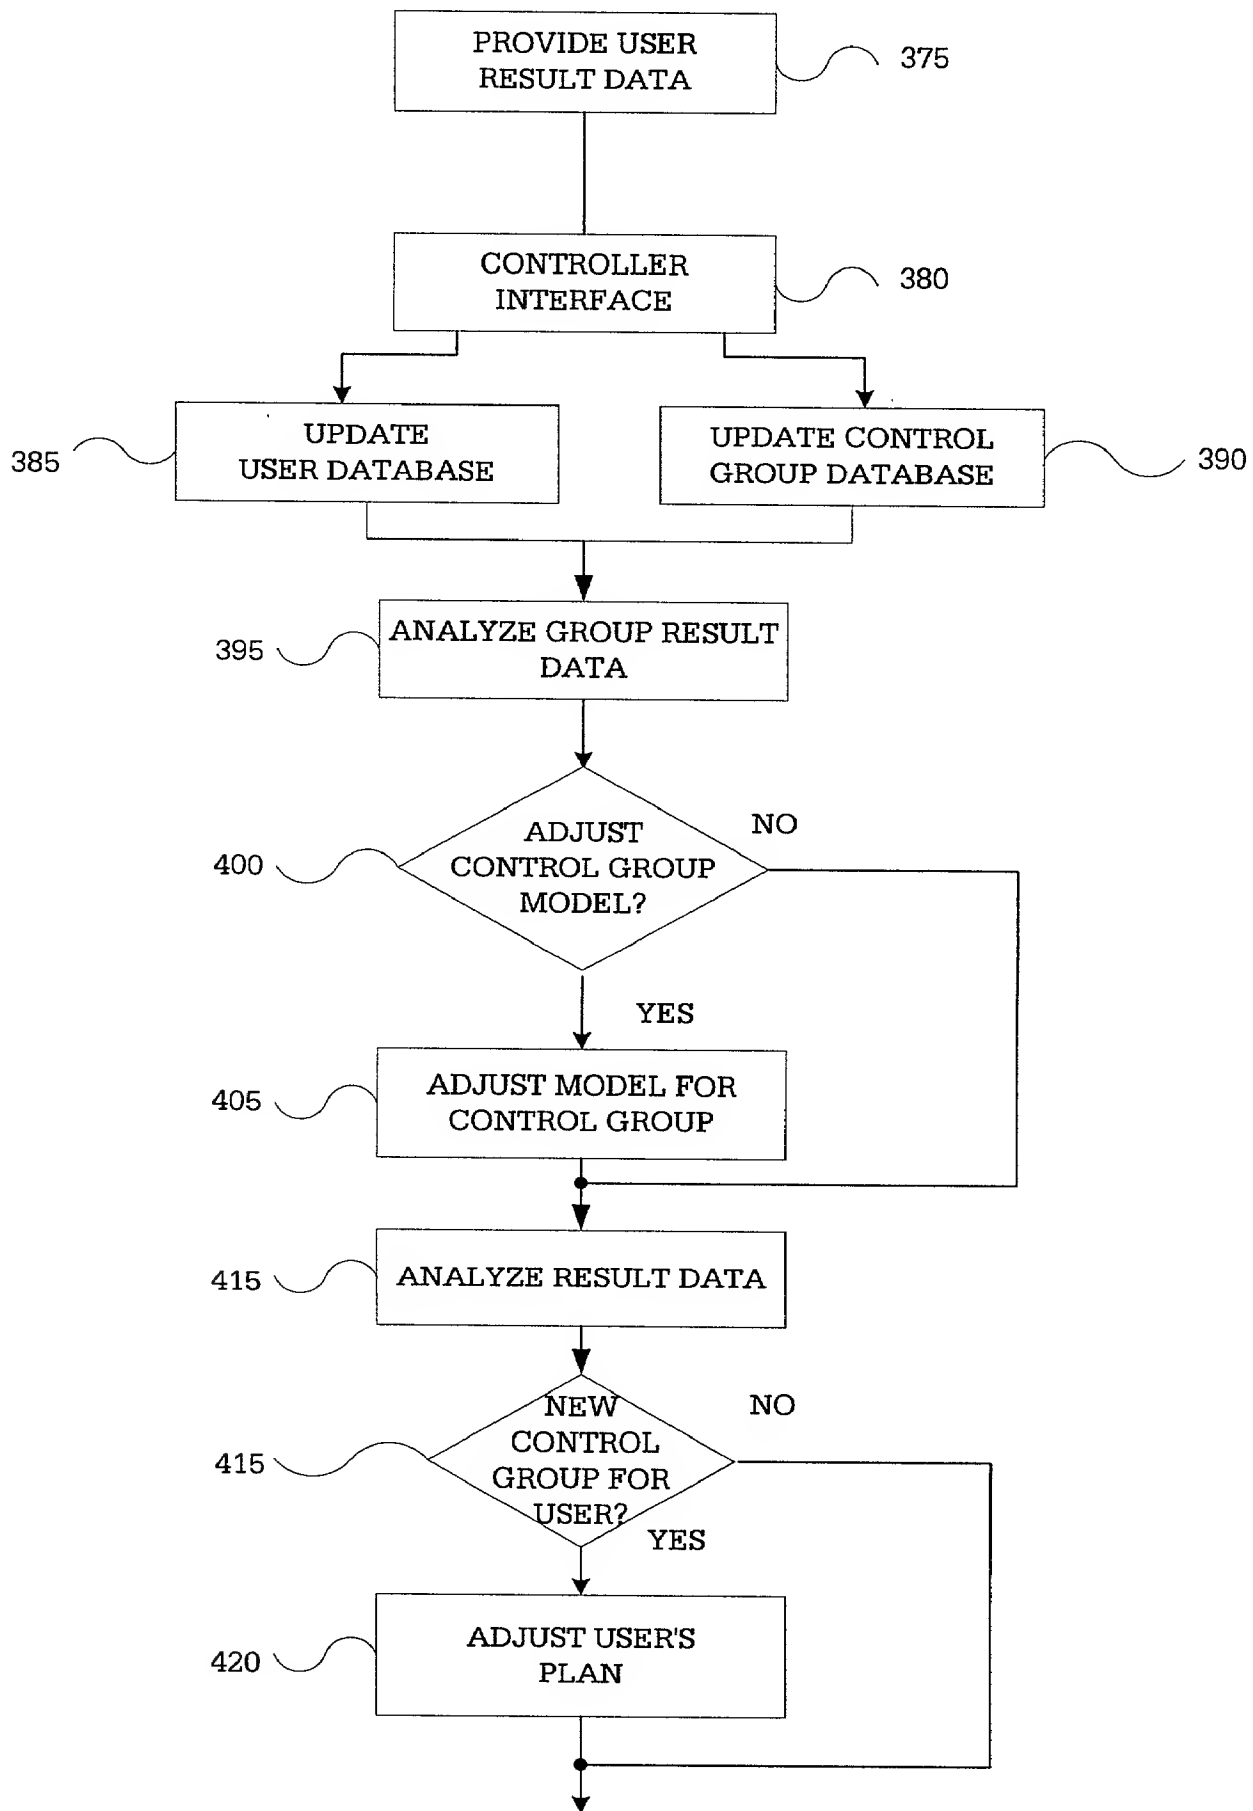 PROVIDE USER
RESULT DATA
375
CONTROLLER
INTERFACE
380
385
UPDATE
USER DATABASE
UPDATE CONTROL
GROUP DATABASE
390
395
ANALYZE GROUP RESULT
DATA
400
ADJUST
CONTROL GROUP
MODEL?
NO
YES
405
ADJUST MODEL FOR
CONTROL GROUP
415
ANALYZE RESULT DATA
415
NEW
CONTROL
GROUP FOR
USER?
NO
YES
420
ADJUST USER'S
PLAN